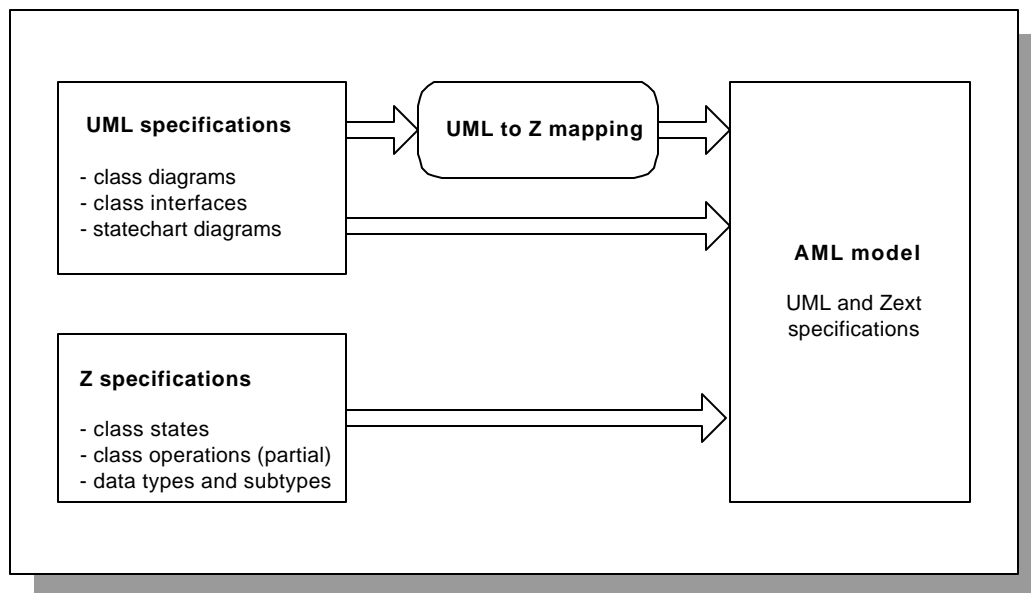 UML specifications
- class diagrams
- class interfaces
- statechart diagrams
UML to Z mapping
Z specifications
- class states
- class operations (partial)
- data types and subtypes
AML model
UML and Zext
specifications